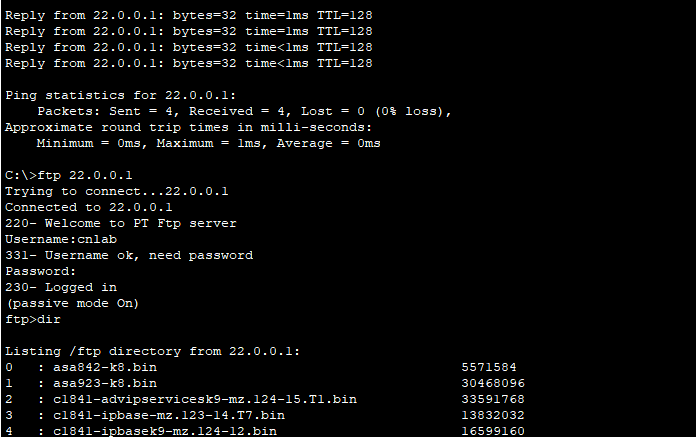 Reply from 22.0.0.1: bytes=32 time=1ms TTL=128
Reply from 22.0.0.1: bytes=32 time=1ms TTL=128
Reply from 22.0.0.1: bytes=32 time<1ms TTL=128
Reply from 22.0.0.1: bytes=32 time<1ms TTL=128
Ping statistics for 22.0.0.1:
Packets: Sent = 4, Received = 4, Lost = 0 (0% loss),
Approximate round trip times in milli-seconds:
Minimum = 0ms, Maximum = 1ms, Average = 0ms
C:\>ftp 22.0.0.1
Trying to connect...22.0.0.1
Connected to 22.0.0.1
220- Welcome to PT Ftp server
Username:cnlab
331- Username ok, need password
Password:
230- Logged in
(passive mode On)
ftp>dir
Listing /ftp directory from 22.0.0.1:
0 : asa842-k8.bin 5571584
1 : asa923-k8.bin 30468096
2 : c1841-advipservicesk9-mz.124-15.T1.bin 33591768
3 : c1841-ipbase-mz.123-14.T7.bin 13832032
4 : c1841-ipbasek9-mz.124-12.bin 16599160